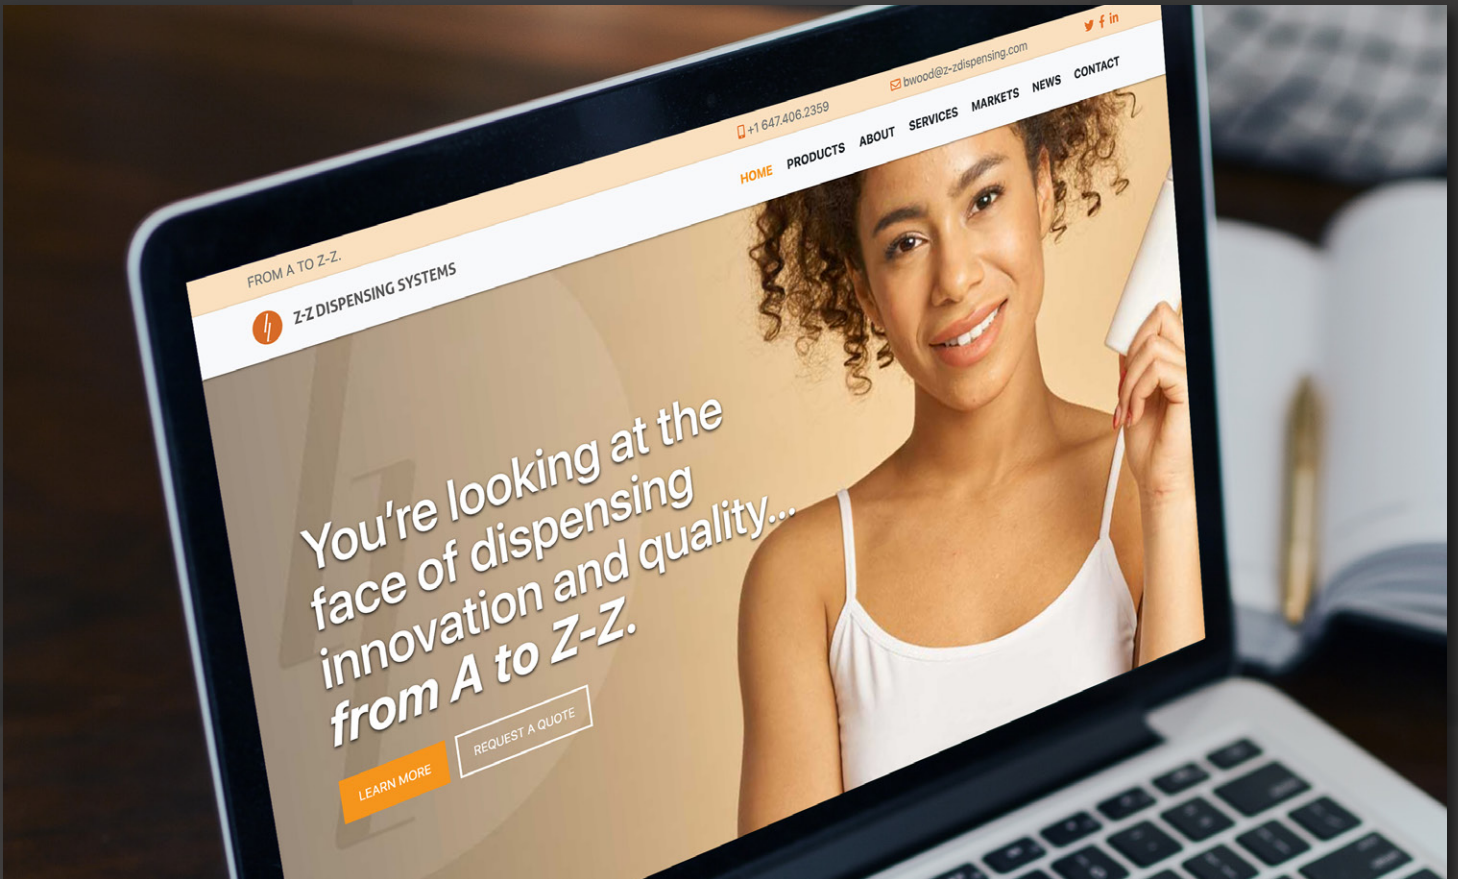 FROM A TO Z-Z.
+1 647.406.2359
bwood@z-zdispensing.com
Z-Z DISPENSING SYSTEMS
HOME PRODUCTS ABOUT SERVICES MARKETS NEWS CONTACT
You're looking at the
face of dispensing
innovation and quality...
from A to Z-Z.
LEARN MORE
REQUEST A QUOTE